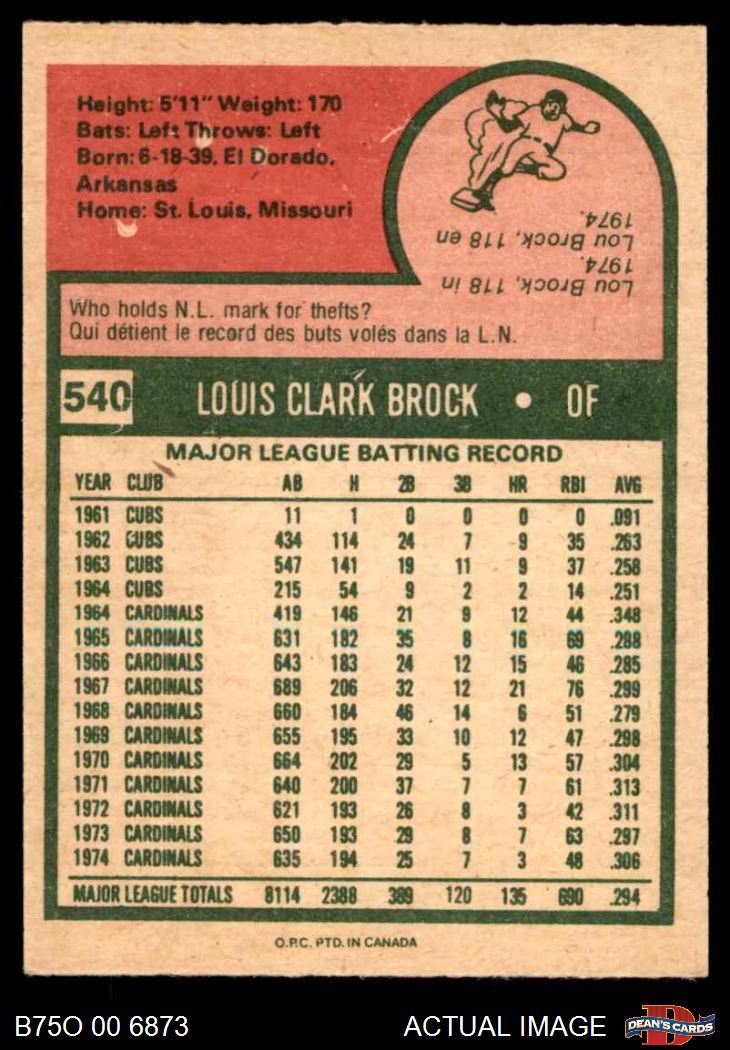 Height: 5'11" Weight: 170
Bats: Left Throws: Left
Born: 6-18-39, El Dorado,
Arkansas
Home: St. Louis, Missouri
Lou Brock, 118 in
1974.
Lou Brock, 118 en
1974.
Who holds N.L. mark for thefts?
Qui détient le record des buts volés dans la L.N.
540 LOUIS CLARK BROCK • OF
MAJOR LEAGUE BATTING RECORD
YEAR CLUB AB H 2B 3B HR RBI AVG
1961 CUBS 11 1 0 0 0 0 .091
1962 CUBS 434 114 24 7 9 35 .263
1963 CUBS 547 141 19 11 9 37 .258
1964 CUBS 215 54 9 2 2 14 .251
1964 CARDINALS 419 146 21 9 12 44 .348
1965 CARDINALS 631 182 35 8 16 69 .288
1966 CARDINALS 643 183 24 12 15 46 .285
1967 CARDINALS 689 206 32 12 21 76 .299
1968 CARDINALS 660 184 46 14 6 51 .279
1969 CARDINALS 655 195 33 10 12 47 .298
1970 CARDINALS 664 202 29 5 13 57 .304
1971 CARDINALS 640 200 37 7 7 61 .313
1972 CARDINALS 621 193 26 8 3 42 .311
1973 CARDINALS 650 193 29 8 7 63 .297
1974 CARDINALS 635 194 25 7 3 48 .306
MAJOR LEAGUE TOTALS 8114 2388 389 120 135 690 .294
O.P.C. PTD. IN CANADA
B75O 00 6873 ACTUAL IMAGE D DEAN'S CARDS